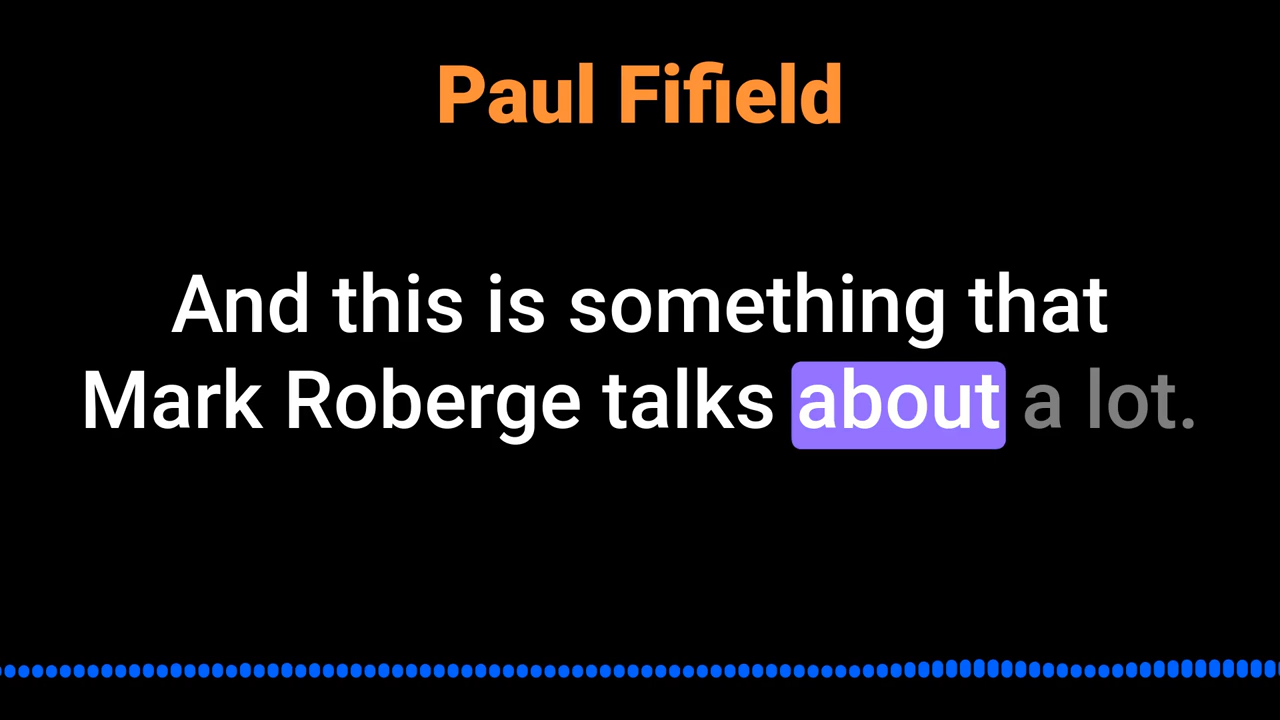 Paul Fifield
And this is something that
Mark Roberge talks about a lot.